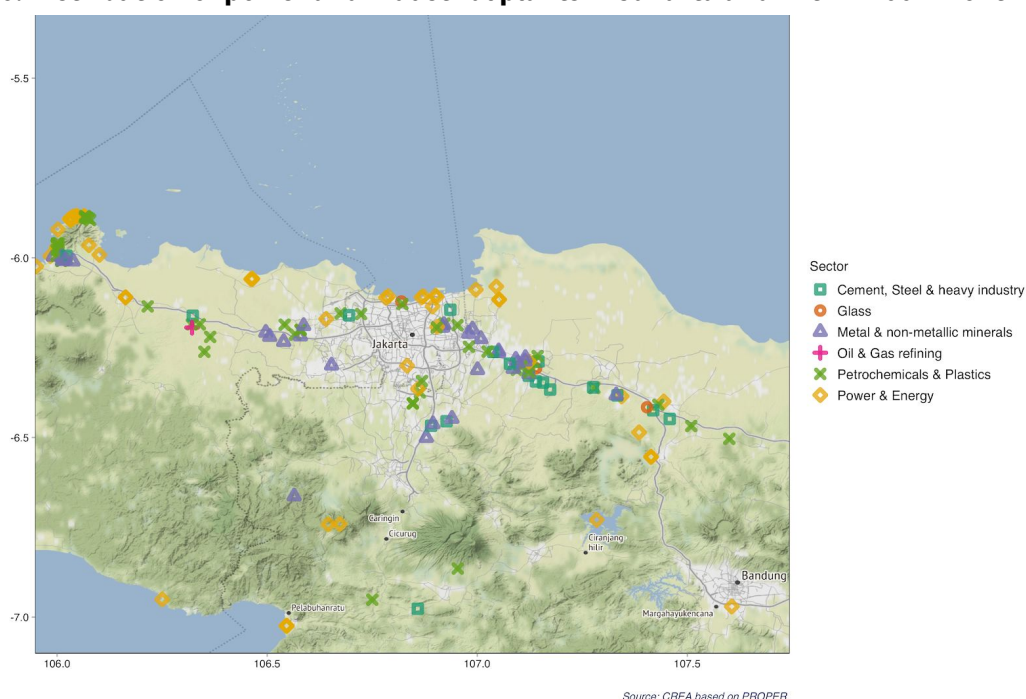 -5.5
-6.0
-6.5
-7.0
106.0
106.5
107.0
107.5
Jakarta
Caringin
Cicurug
Ciranjang-
hilir
Pelabuhanratu
Bandung
Margahayukencana
Sector
Cement, Steel & heavy industry
Glass
Metal & non-metallic minerals
Oil & Gas refining
Petrochemicals & Plastics
Power & Energy
Source: CREA based on PROPER